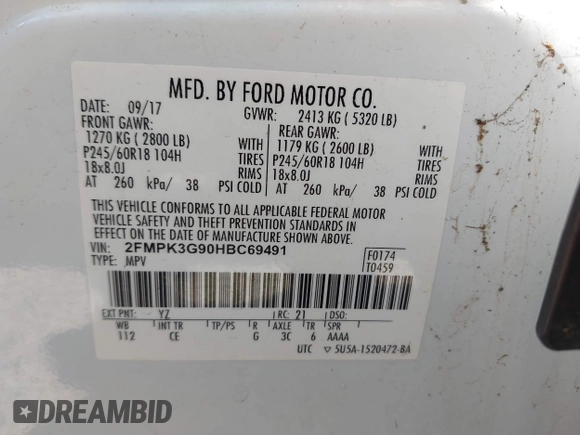 MFD. BY FORD MOTOR CO.
DATE: 09/17 GVWR: 2413 KG ( 5320 LB)
FRONT GAWR: REAR GAWR:
1270 KG ( 2800 LB) WITH 1179 KG ( 2600 LB) WITH
P245/60R18 104H TIRES P245/60R18 104H TIRES
18x8.0J RIMS 18x8.0J RIMS
AT 260 kPa/ 38 PSI COLD AT 260 kPa/ 38 PSI COLD
THIS VEHICLE CONFORMS TO ALL APPLICABLE FEDERAL MOTOR
VEHICLE SAFETY AND THEFT PREVENTION STANDARDS IN
EFFECT ON THE DATE OF MANUFACTURE SHOWN ABOVE.
VIN: 2FMPK3G90HBC69491 F0174
TYPE: MPV T0459
EXT PNT: YZ RC: 21
WB INT TR TP/PS R AXLE TR SPR
112 CE G 3C 6 AAAA
UTC ▽ 5U5A-1520472-BA
AUTOBIDMASTER DREAMBID